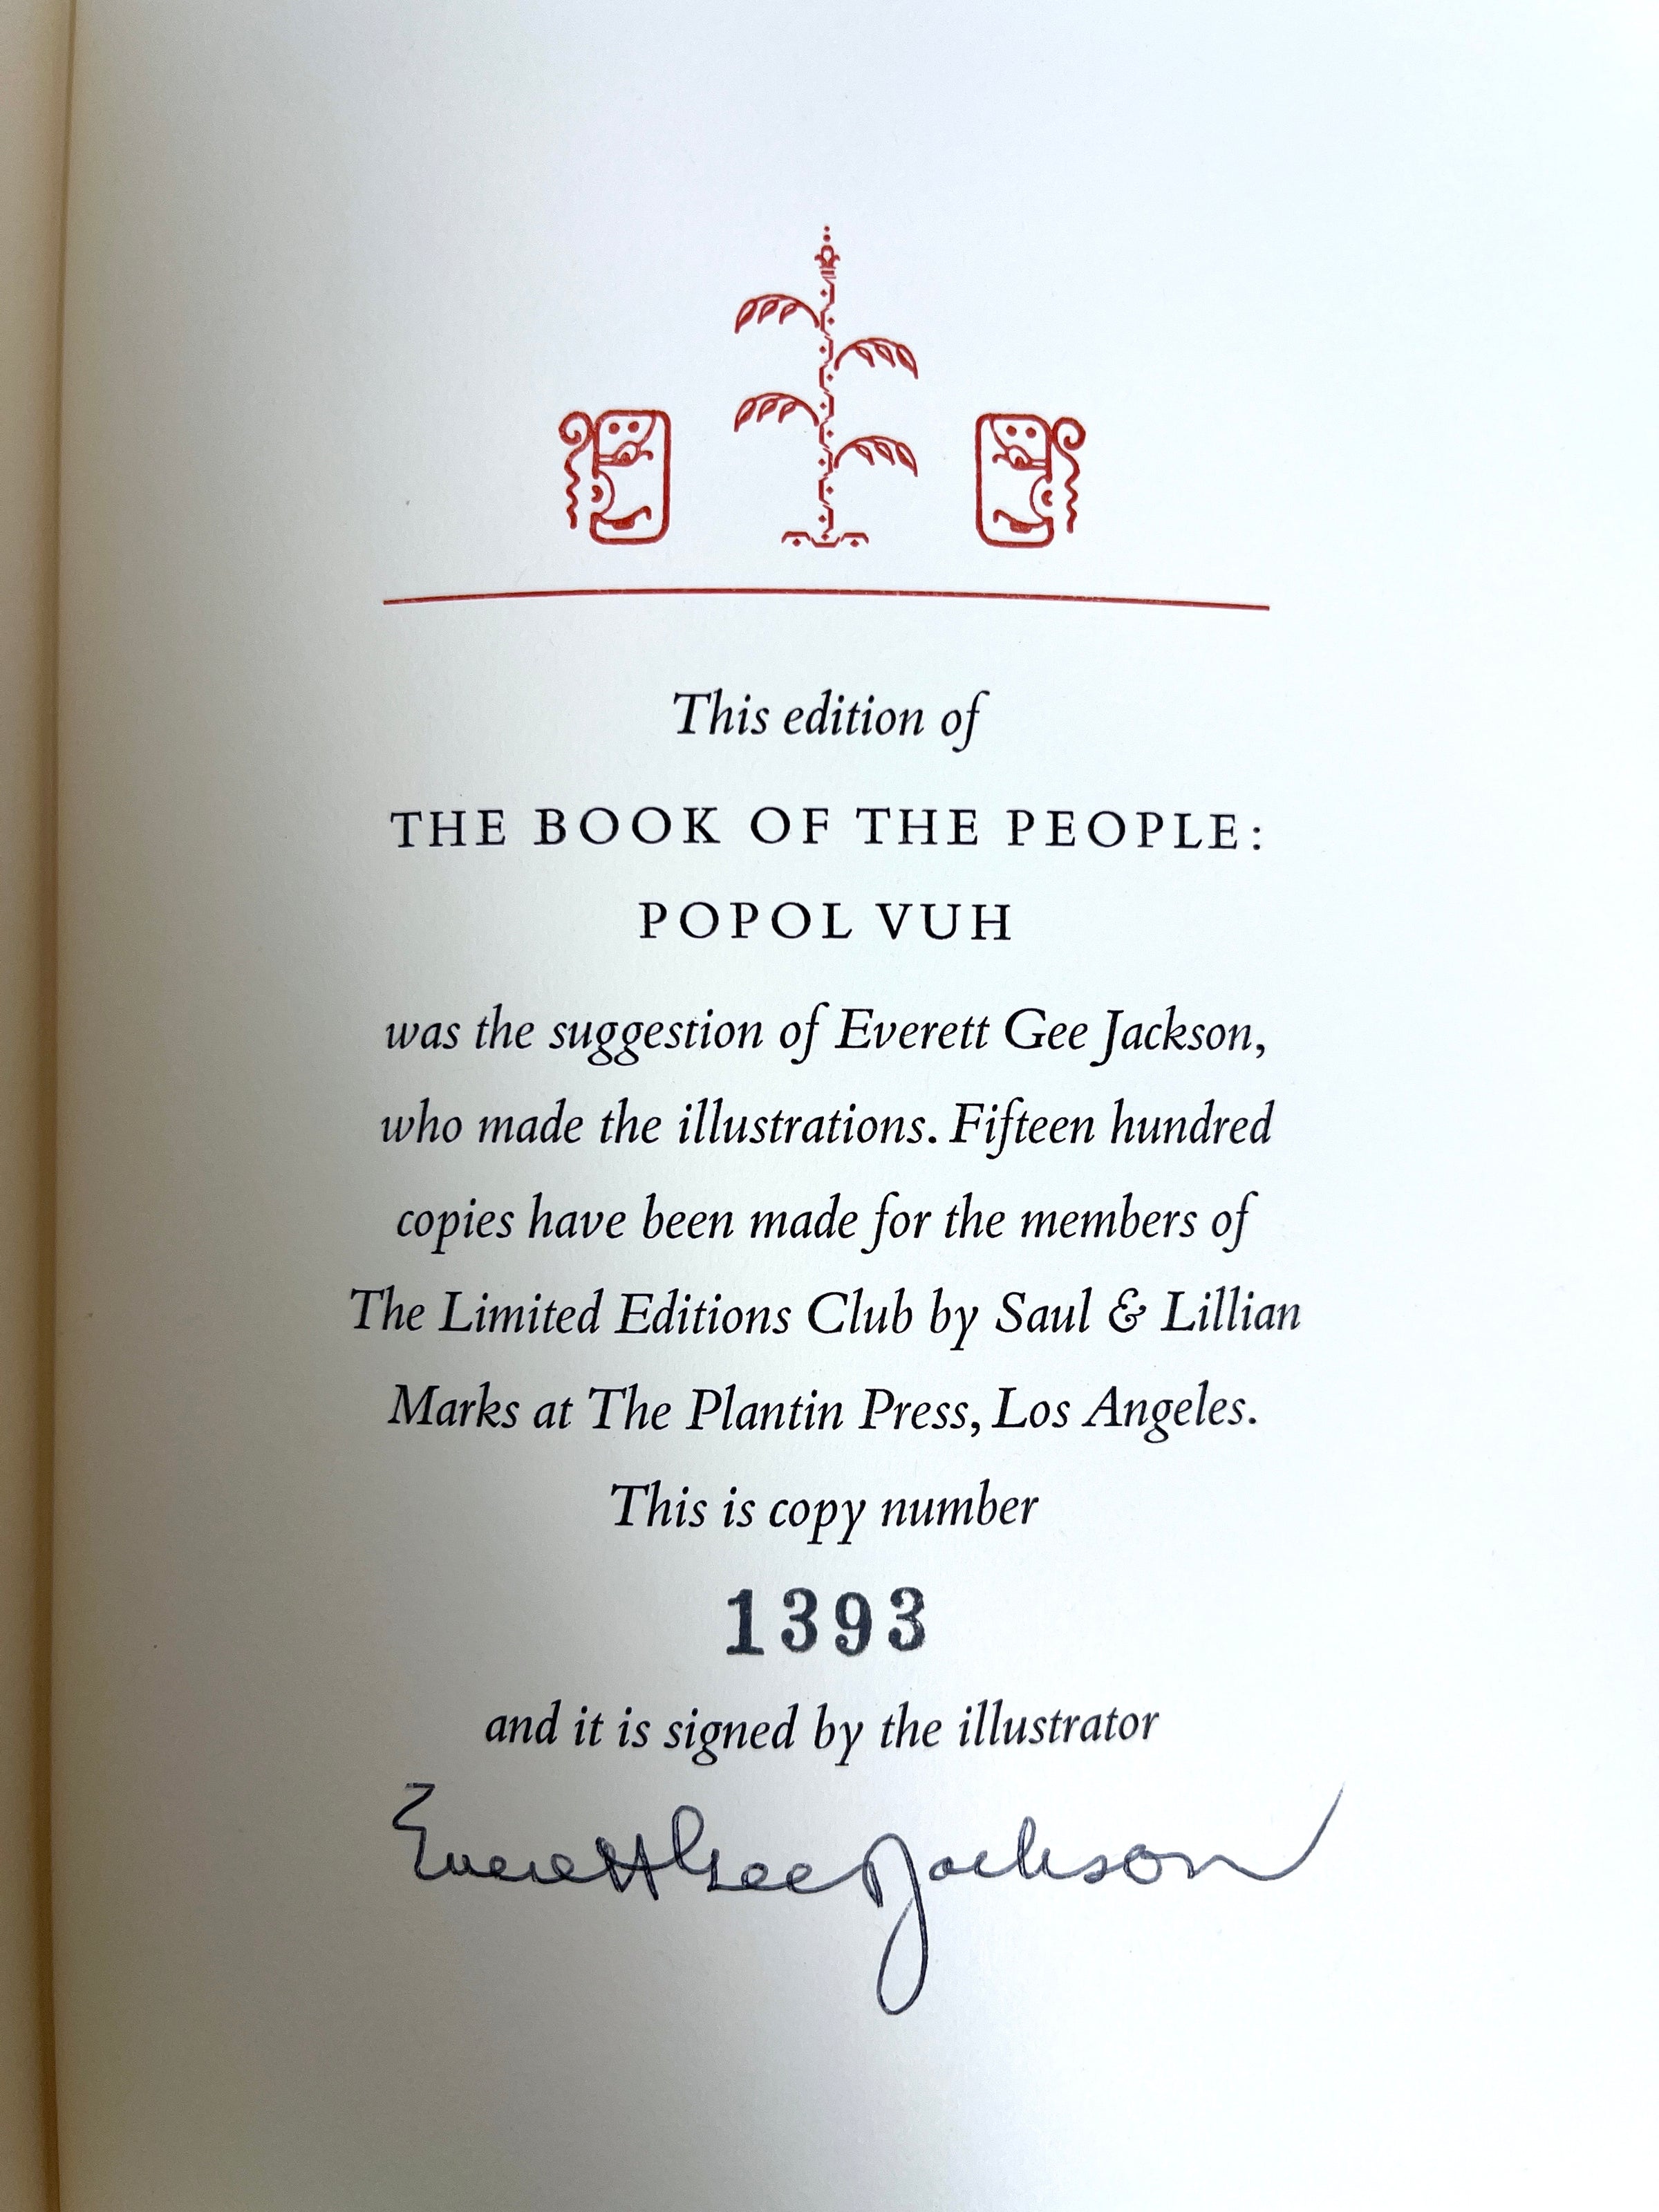 This edition of
THE BOOK OF THE PEOPLE:
POPOL VUH
was the suggestion of Everett Gee Jackson,
who made the illustrations. Fifteen hundred
copies have been made for the members of
The Limited Editions Club by Saul & Lillian
Marks at The Plantin Press, Los Angeles.
This is copy number
1393
and it is signed by the illustrator
Everett Gee Jackson